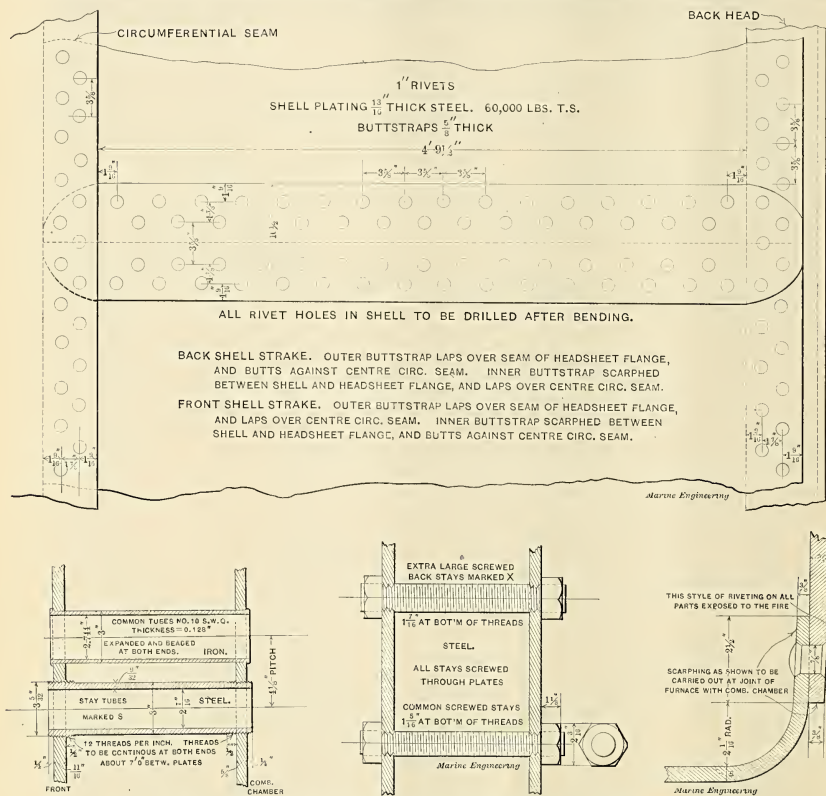 BACK HEAD
CIRCUMFERENTIAL SEAM
1" RIVETS
SHELL PLATING 13/16" THICK STEEL. 60,000 LBS. T.S.
BUTTSTRAPS 5/8" THICK
ALL RIVET HOLES IN SHELL TO BE DRILLED AFTER BENDING.
BACK SHELL STRAKE. OUTER BUTTSTRAP LAPS OVER SEAM OF HEADSHEET FLANGE,
AND BUTTS AGAINST CENTRE CIRC. SEAM. INNER BUTTSTRAP SCARPHED
BETWEEN SHELL AND HEADSHEET FLANGE, AND LAPS OVER CENTRE CIRC. SEAM.
FRONT SHELL STRAKE. OUTER BUTTSTRAP LAPS OVER SEAM OF HEADSHEET FLANGE,
AND LAPS OVER CENTRE CIRC. SEAM. INNER BUTTSTRAP SCARPHED BETWEEN
SHELL AND HEADSHEET FLANGE, AND BUTTS AGAINST CENTRE CIRC. SEAM.
Marine Engineering
COMMON TUBES NO.10 S.W.G.
THICKNESS=0.128"
EXPANDED AND BEADED
AT BOTH ENDS. IRON.
PITCH
STAY TUBES STEEL.
MARKED S
12 THREADS PER INCH. THREADS
TO BE CONTINOUS AT BOTH ENDS
BETW. PLATES
FRONT
COMB.
CHAMBER
EXTRA LARGE SCREWED
BACK STAYS MARKED X
1 7/16" AT BOT'M OF THREADS
STEEL.
ALL STAYS SCREWED
THROUGH PLATES
COMMON SCREWED STAYS
1 5/16" AT BOT'M OF THREADS
Marine Engineering
THIS STYLE OF RIVETING ON ALL
PARTS EXPOSED TO THE FIRE
SCARPHING AS SHOWN TO BE
CARRIED OUT AT JOINT OF
FURNACE WITH COMB. CHAMBER
2 1/2"
RAD.
Marine Engineering